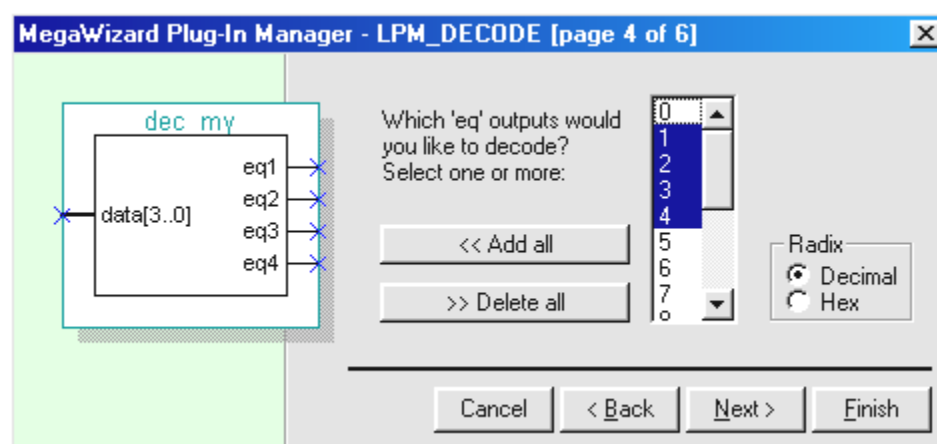 MegaWizard Plug-In Manager - LPM_DECODE [page 4 of 6]
dec my
data[3..0]
eq1
eq2
eq3
eq4
Which 'eq' outputs would
you like to decode?
Select one or more:
<< Add all
>> Delete all
0
1
2
3
4
5
6
7
Radix
Decimal
Hex
Cancel
< Back
Next >
Finish